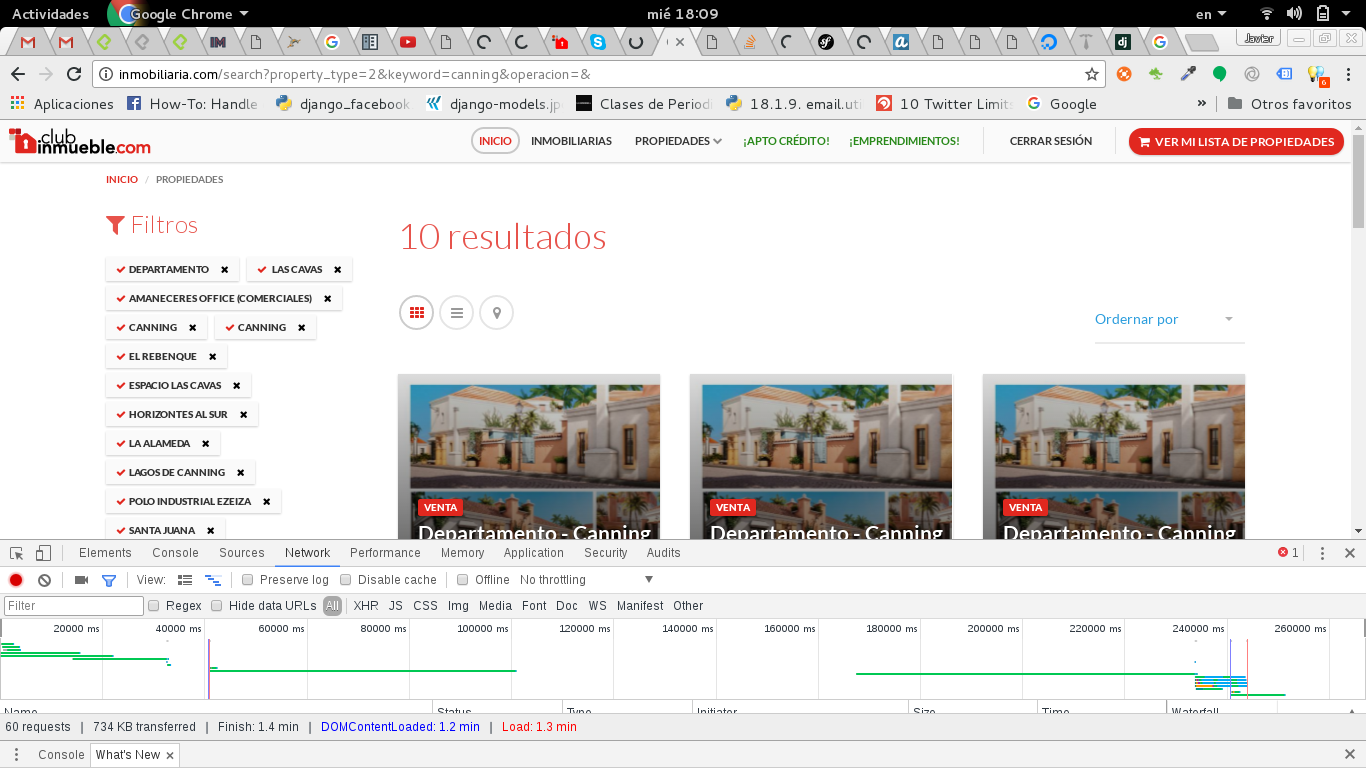 Actividades Google Chrome mié 18:09 en
Javier
inmobiliaria.com/search?property_type=2&keyword=canning&operacion=&
6
Aplicaciones How-To: Handle django_facebook django-models.jp Clases de Period 18.1.9. email.uti 10 Twitter Limits Google » Otros favoritos
club
inmueble.com
INICIO INMOBILIARIAS PROPIEDADES ¡APTO CRÉDITO! ¡EMPRENDIMIENTOS! CERRAR SESIÓN VER MI LISTA DE PROPIEDADES
INICIO / PROPIEDADES
Filtros
10 resultados
DEPARTAMENTO LAS CAVAS
AMANECERES OFFICE (COMERCIALES)
CANNING CANNING
EL REBENQUE
ESPACIO LAS CAVAS
HORIZONTES AL SUR
LA ALAMEDA
LAGOS DE CANNING
POLO INDUSTRIAL EZEIZA
SANTA JUANA
Ordernar por
VENTA VENTA VENTA
Departamento - Canning Departamento - Canning Departamento - Canning
Elements Console Sources Network Performance Memory Application Security Audits 1
View: Preserve log Disable cache Offline No throttling
Filter Regex Hide data URLs All XHR JS CSS Img Media Font Doc WS Manifest Other
20000 ms 40000 ms 60000 ms 80000 ms 100000 ms 120000 ms 140000 ms 160000 ms 180000 ms 200000 ms 220000 ms 240000 ms 260000 ms
Name Status Type Initiator Size Time Waterfall
60 requests | 734 KB transferred | Finish: 1.4 min | DOMContentLoaded: 1.2 min | Load: 1.3 min
Console What's New